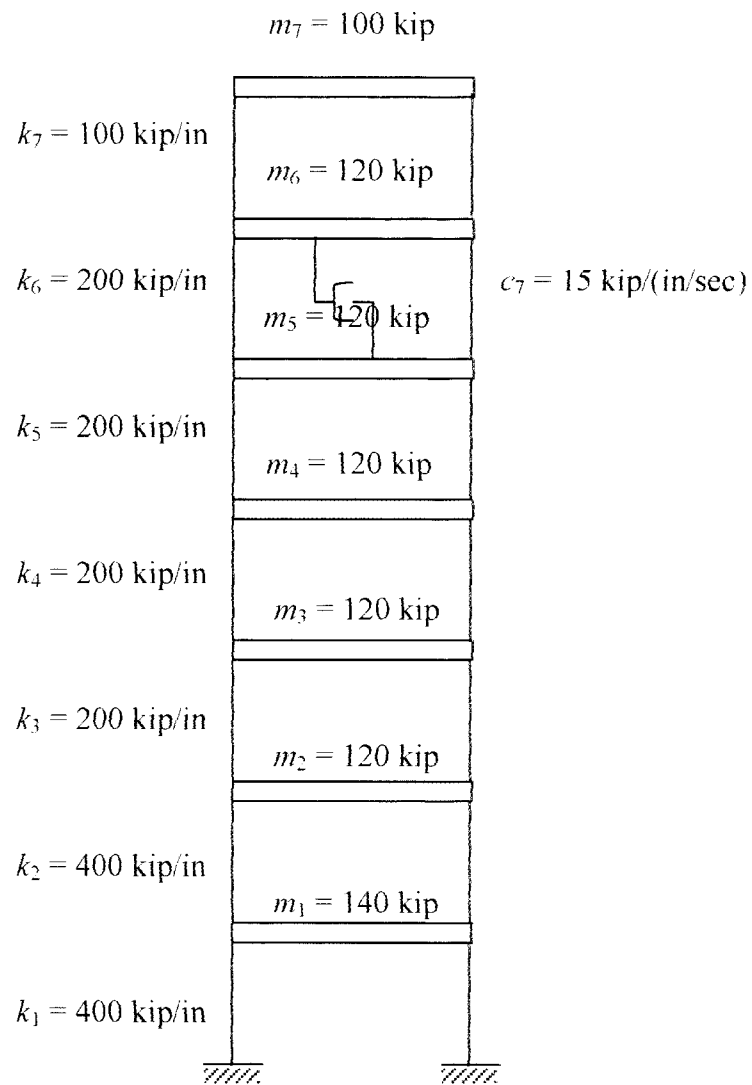 m₇ = 100 kip
k₇ = 100 kip/in
m₆ = 120 kip
k₆ = 200 kip/in
c₇ = 15 kip/(in/sec)
m₅ = 120 kip
k₅ = 200 kip/in
m₄ = 120 kip
k₄ = 200 kip/in
m₃ = 120 kip
k₃ = 200 kip/in
m₂ = 120 kip
k₂ = 400 kip/in
m₁ = 140 kip
k₁ = 400 kip/in